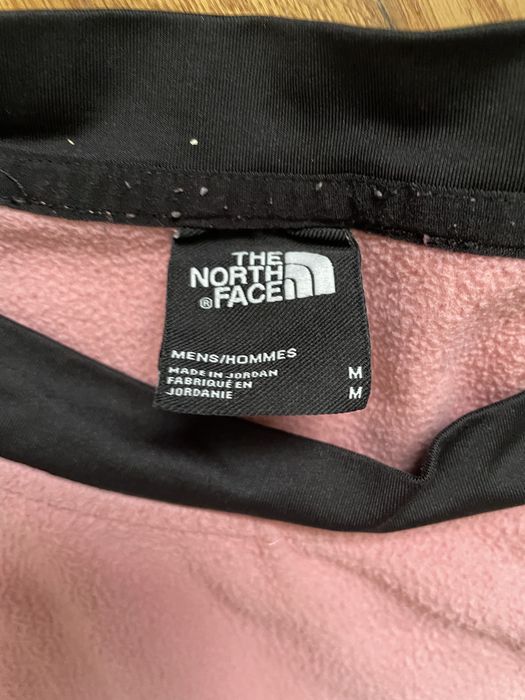 THE
NORTH
®FACE
MENS/HOMMES
MADE IN JORDAN M
FABRIQUÉ EN M
JORDANIE